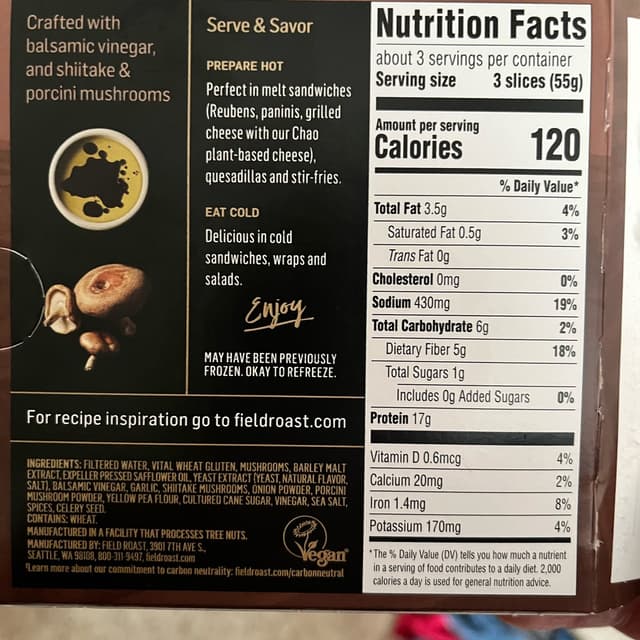 Crafted with
balsamic vinegar,
and shiitake &
porcini mushrooms
Serve & Savor
PREPARE HOT
Perfect in melt sandwiches
(Reubens, paninis, grilled
cheese with our Chao
plant-based cheese),
quesadillas and stir-fries.
EAT COLD
Delicious in cold
sandwiches, wraps and
salads.
Enjoy
MAY HAVE BEEN PREVIOUSLY
FROZEN. OKAY TO REFREEZE.
For recipe inspiration go to fieldroast.com
INGREDIENTS: FILTERED WATER, VITAL WHEAT GLUTEN, MUSHROOMS, BARLEY MALT
EXTRACT, EXPELLER PRESSED SAFFLOWER OIL, YEAST EXTRACT (YEAST, NATURAL FLAVOR,
SALT), BALSAMIC VINEGAR, GARLIC, SHIITAKE MUSHROOMS, ONION POWDER, PORCINI
MUSHROOM POWDER, YELLOW PEA FLOUR, CULTURED CANE SUGAR, VINEGAR, SEA SALT,
SPICES, CELERY SEED.
CONTAINS: WHEAT.
MANUFACTURED IN A FACILITY THAT PROCESSES TREE NUTS.
MANUFACTURED BY: FIELD ROAST, 3901 7TH AVE S.,
SEATTLE, WA 98108, 800-311-9497, fieldroast.com
*Learn more about our commitment to carbon neutrality: fieldroast.com/carbonneutral
Vegan
Nutrition Facts
about 3 servings per container
Serving size 3 slices (55g)
Amount per serving
Calories 120
% Daily Value*
Total Fat 3.5g 4%
Saturated Fat 0.5g 3%
Trans Fat 0g
Cholesterol 0mg 0%
Sodium 430mg 19%
Total Carbohydrate 6g 2%
Dietary Fiber 5g 18%
Total Sugars 1g
Includes 0g Added Sugars 0%
Protein 17g
Vitamin D 0.6mcg 4%
Calcium 20mg 2%
Iron 1.4mg 8%
Potassium 170mg 4%
*The % Daily Value (DV) tells you how much a nutrient
in a serving of food contributes to a daily diet. 2,000
calories a day is used for general nutrition advice.